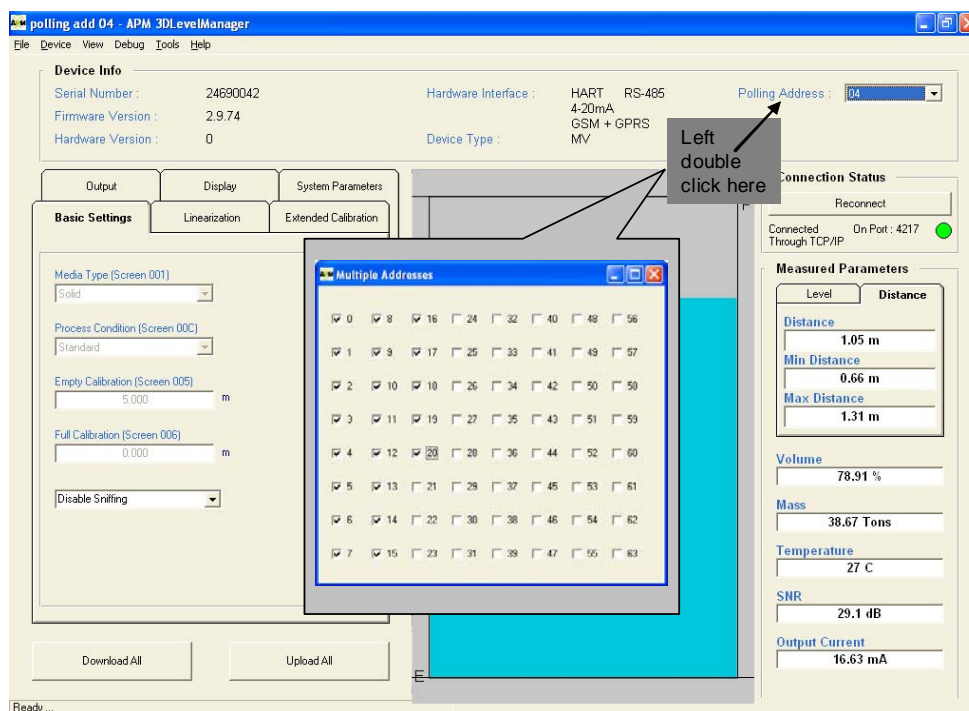 polling add 04 - APM 3DLevelManager
File Device View Debug Tools Help
Device Info
Serial Number : 24690042
Firmware Version : 2.9.74
Hardware Version : 0
Hardware Interface : HART RS-485
4-20mA
GSM + GPRS
Device Type : MV
Polling Address : 04
Left
double
click here
Output Display System Parameters
Basic Settings Linearization Extended Calibration
Media Type (Screen 001)
Solid
Process Condition (Screen 00C)
Standard
Empty Calibration (Screen 005)
5.000 m
Full Calibration (Screen 006)
0.000 m
Disable Sniffing
Download All Upload All
F
E
Multiple Addresses
0 8 16 24 32 40 48 56
1 9 17 25 33 41 49 57
2 10 18 26 34 42 50 58
3 11 19 27 35 43 51 59
4 12 20 28 36 44 52 60
5 13 21 29 37 45 53 61
6 14 22 30 38 46 54 62
7 15 23 31 39 47 55 63
Connection Status
Reconnect
Connected On Port : 4217
Through TCP/IP
Measured Parameters
Level Distance
Distance
1.05 m
Min Distance
0.66 m
Max Distance
1.31 m
Volume
78.91 %
Mass
38.67 Tons
Temperature
27 C
SNR
29.1 dB
Output Current
16.63 mA
Ready ...